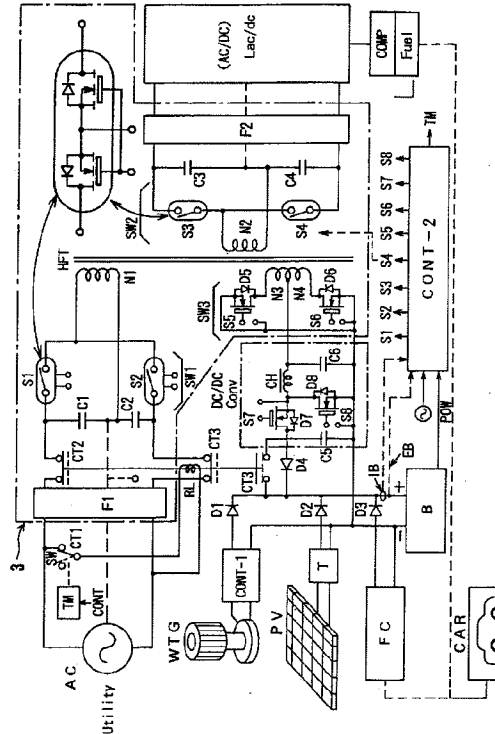 3
AC
Utility
TM
CONT
SW
CT1
F1
CT2
CT3
RL
C1
C2
S1
S2
SW1
HFT
N1
N2
SW2
S3
S4
C3
C4
F2
(AC/DC)
Lac/dc
COMP
Fuel
WTG
CONT-1
PV
T
FC
CAR
D1
D2
D3
D4
CT3
DC/DC
Conv
S7
D7
CH
D8
S8
C5
C6
SW3
S5
D5
N3
N4
S6
D6
IB
EB
B
+
POW
CONT-2
S1
S2
S3
S4
S5
S6
S7
S8
TM